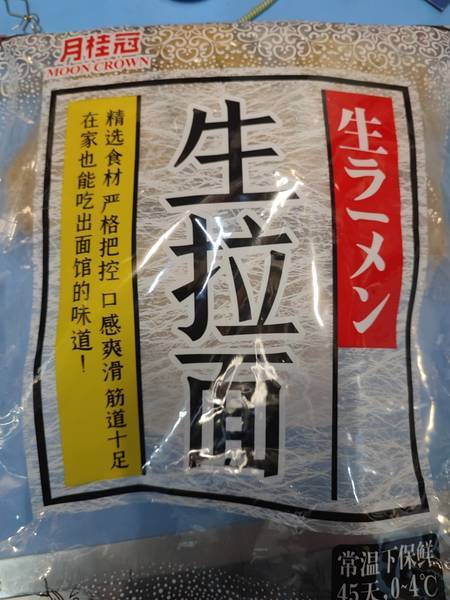 月桂冠
MOON CROWN
生ラーメン
生拉面
精选食材 严格把控 口感爽滑 筋道十足
在家也能吃出面馆的味道！
常温下保鲜
45天,0~4℃